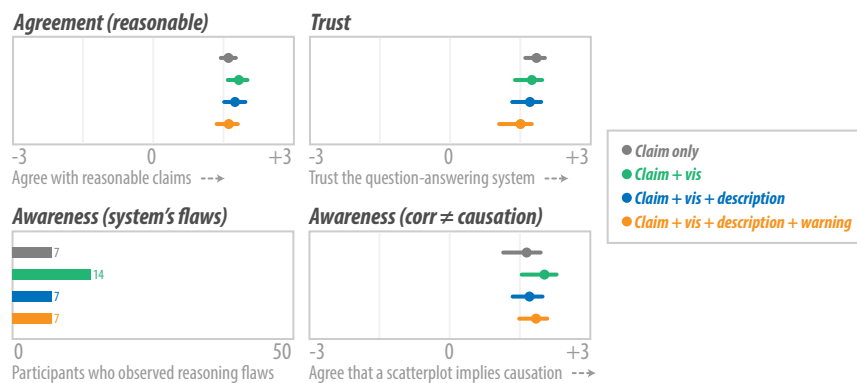 Agreement (reasonable)
Trust
-3 0 +3
-3 0 +3
Agree with reasonable claims
Trust the question-answering system
Claim only
Claim + vis
Claim + vis + description
Claim + vis + description + warning
Awareness (system's flaws)
Awareness (corr ≠ causation)
7
14
7
7
0 50
-3 0 +3
Participants who observed reasoning flaws
Agree that a scatterplot implies causation